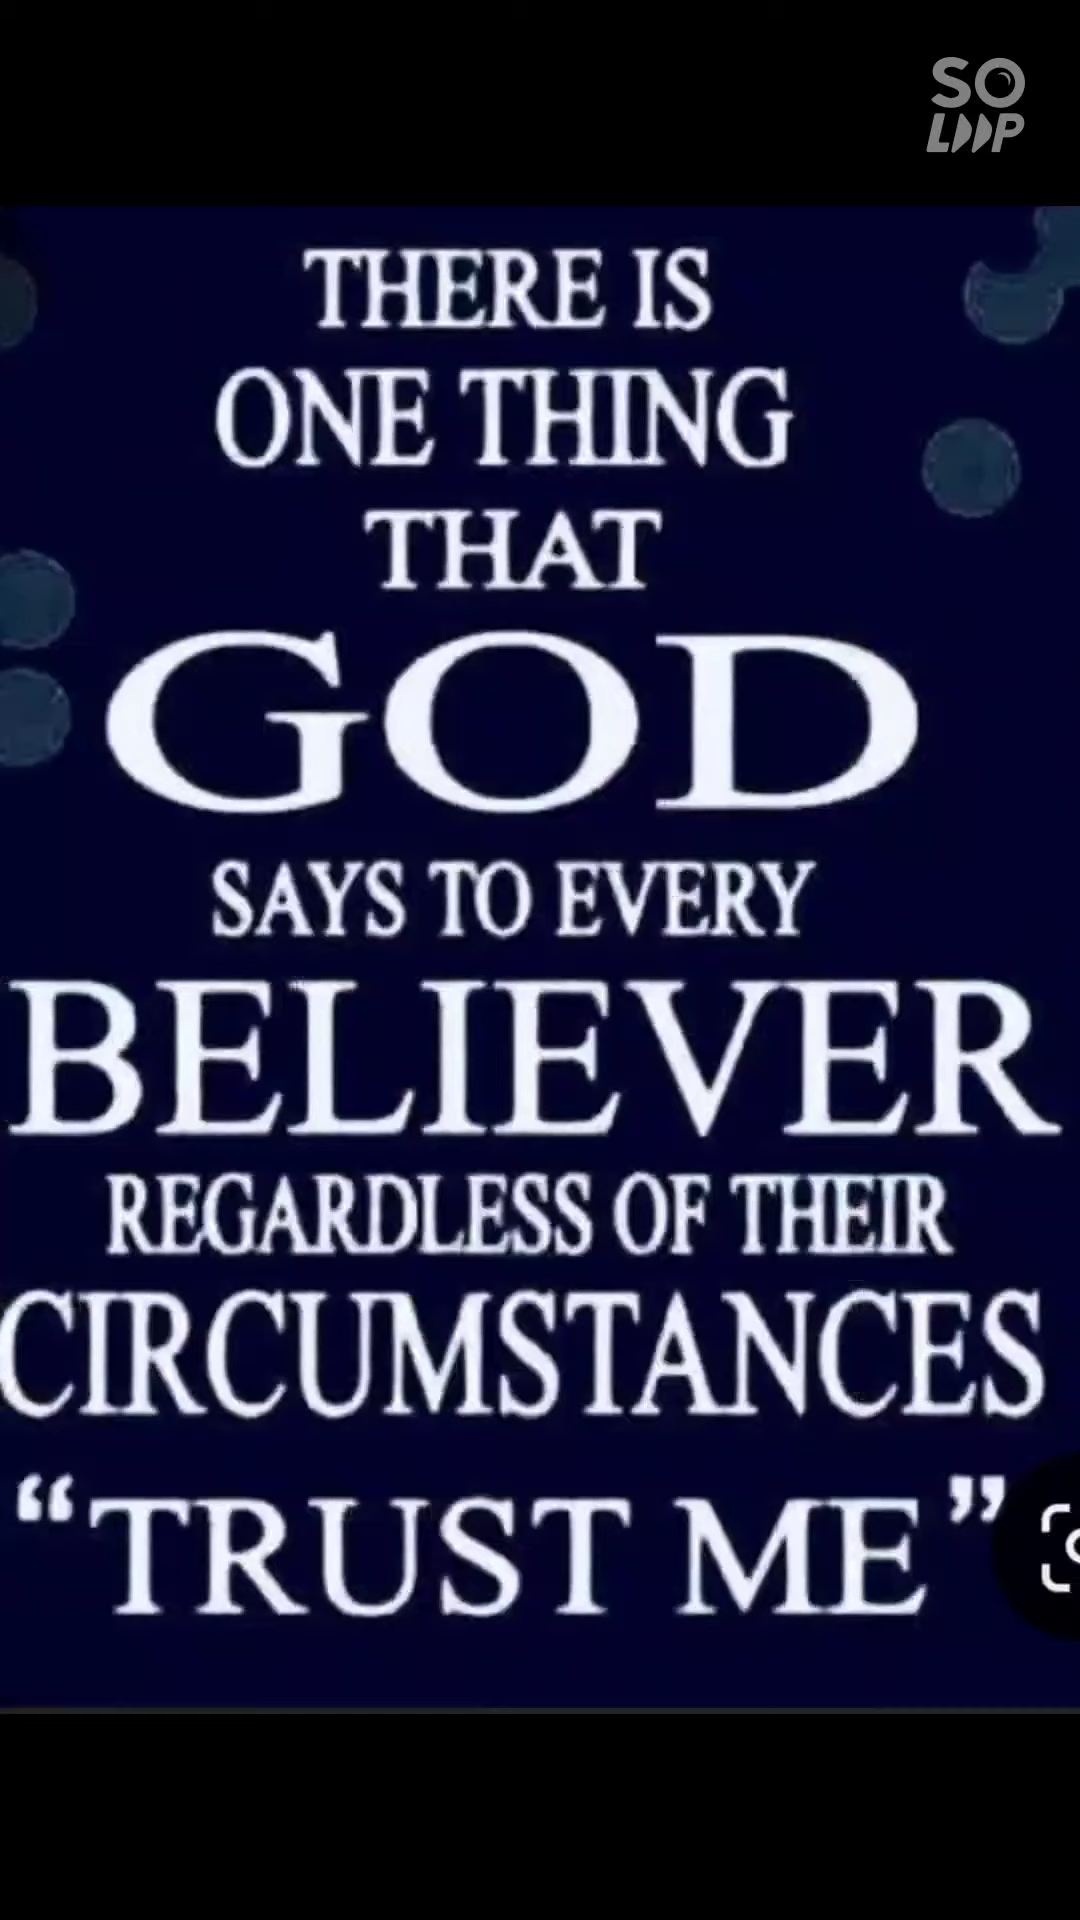 SO
LOOP
THERE IS
ONE THING
THAT
GOD
SAYS TO EVERY
BELIEVER
REGARDLESS OF THEIR
CIRCUMSTANCES
“TRUST ME”